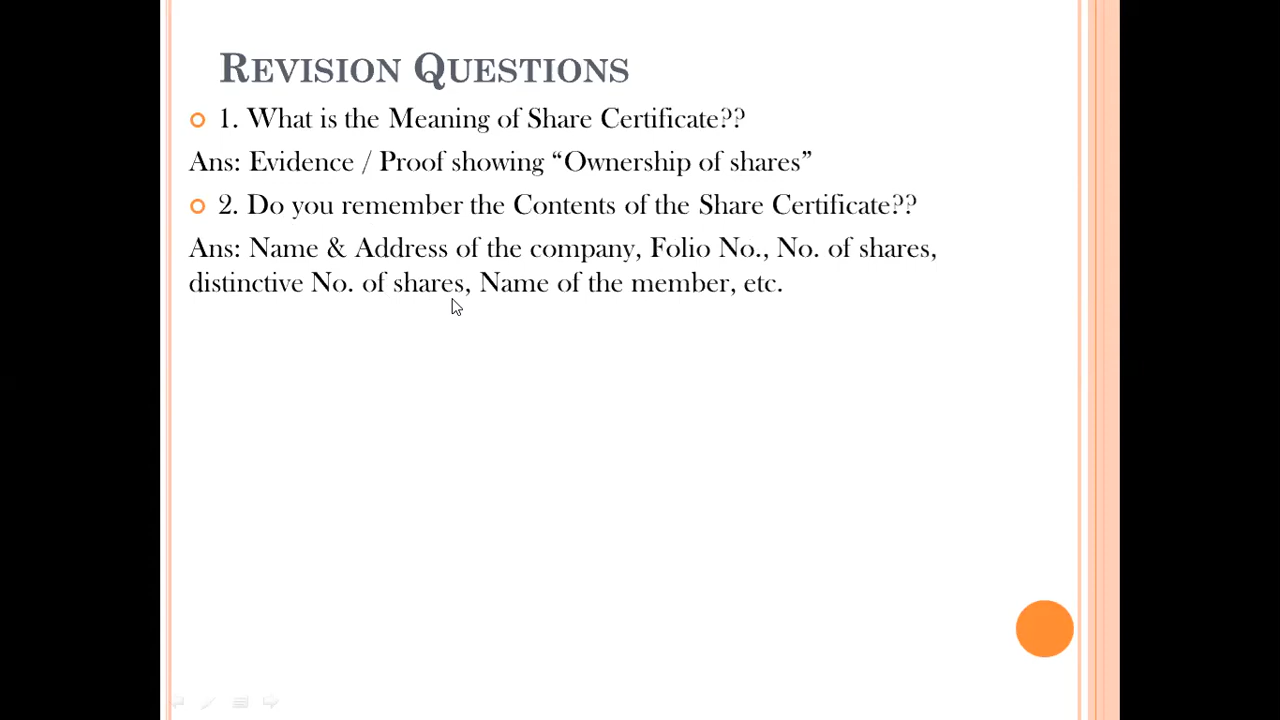 REVISION QUESTIONS
1. What is the Meaning of Share Certificate??
Ans: Evidence / Proof showing “Ownership of shares”
2. Do you remember the Contents of the Share Certificate??
Ans: Name & Address of the company, Folio No., No. of shares,
distinctive No. of shares, Name of the member, etc.